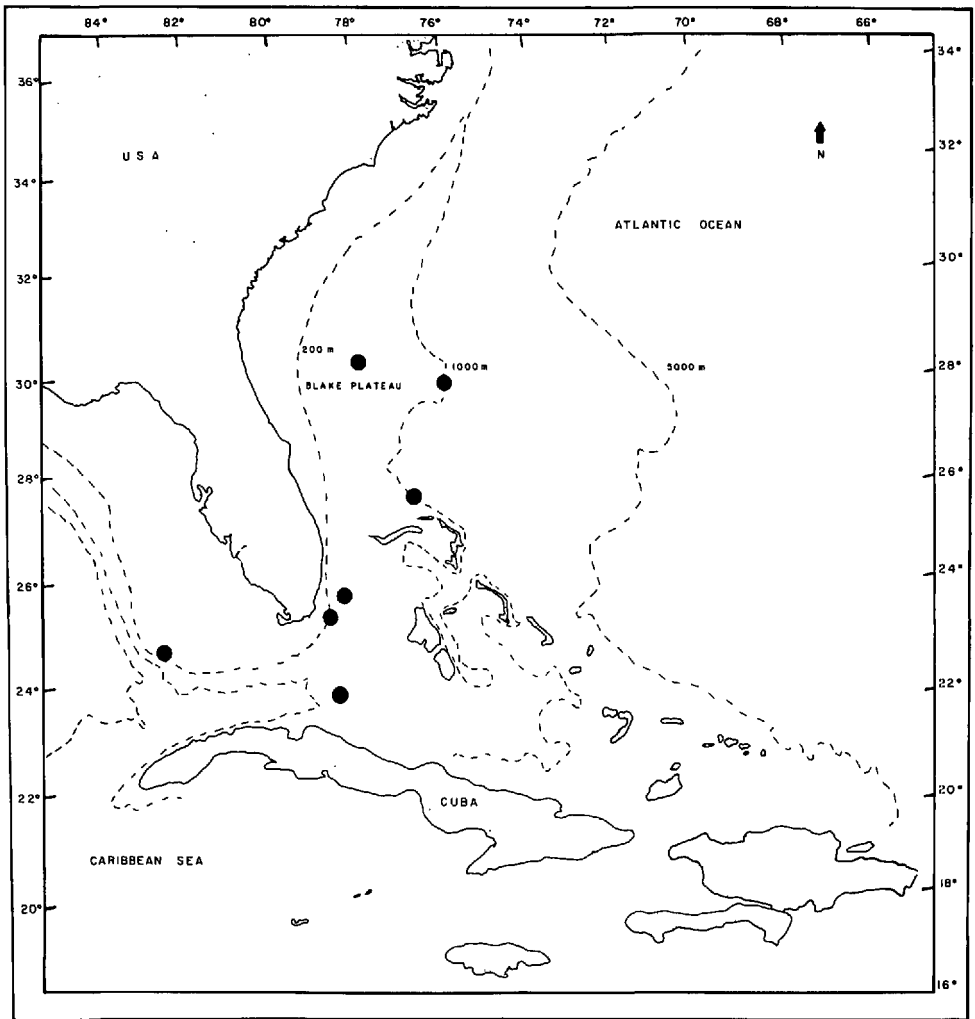 84° 82° 80° 78° 76° 74° 72° 70° 68° 66°
36° 34°
N
USA 32°
34°
ATLANTIC OCEAN
32° 30°
200 m 1000 m 5000 m 28°
30° BLAKE PLATEAU
28° 26°
26° 24°
24° 22°
22° CUBA 20°
CARIBBEAN SEA
20° 18°
16°